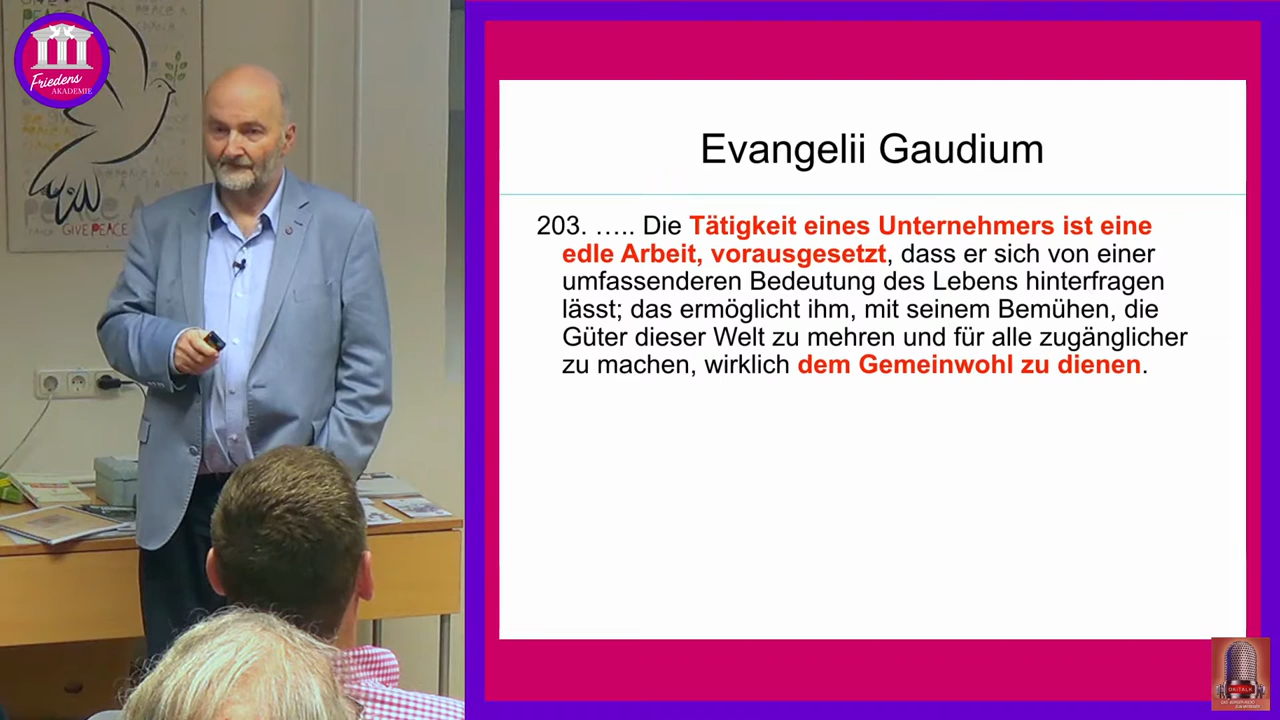 Friedens
AKADEMIE
GIVE PEACE
Evangelii Gaudium
203. ….. Die Tätigkeit eines Unternehmers ist eine
edle Arbeit, vorausgesetzt, dass er sich von einer
umfassenderen Bedeutung des Lebens hinterfragen
lässt; das ermöglicht ihm, mit seinem Bemühen, die
Güter dieser Welt zu mehren und für alle zugänglicher
zu machen, wirklich dem Gemeinwohl zu dienen.
OKiTALK